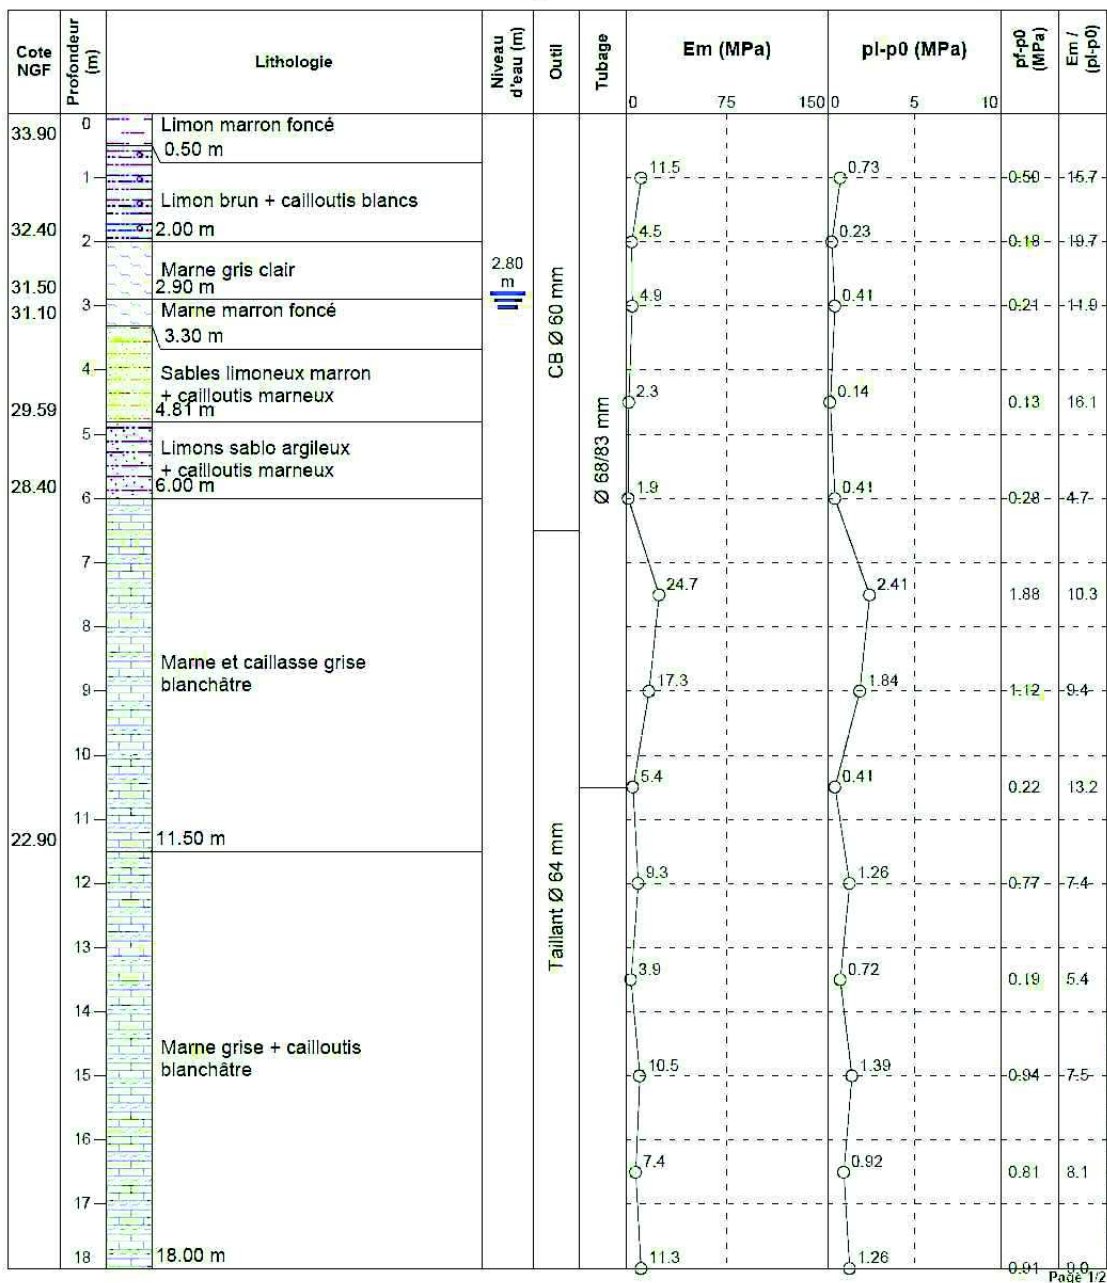 Cote NGF
Profondeur (m)
Lithologie
Niveau d'eau (m)
Outil
Tubage
Em (MPa)
0 75 150
pl-p0 (MPa)
0 5 10
pf-p0 (MPa)
Em / (pl-p0)
0
Limon marron foncé
33.90
0.50 m
1
11.5 0.73 0.50 15.7
Limon brun + cailloutis blancs
32.40
2.00 m
2
4.5 0.23 0.18 19.7
Marne gris clair
2.80 m
31.50
2.90 m
3
4.9 0.41 0.21 11.9
31.10
Marne marron foncé
3.30 m
4
Sables limoneux marron
+ cailloutis marneux
29.59
4.81 m
2.3 0.14 0.13 16.1
5
Limons sablo argileux
+ cailloutis marneux
28.40
6.00 m
6
1.9 0.41 0.28 4.7
CB Ø 60 mm
Ø 68/83 mm
7
24.7 2.41 1.88 10.3
8
Marne et caillasse grise
blanchâtre
9
17.3 1.84 1.12 9.4
10
5.4 0.41 0.22 13.2
11
22.90
11.50 m
12
9.3 1.26 0.77 7.4
Taillant Ø 64 mm
13
3.9 0.72 0.19 5.4
14
Marne grise + cailloutis
blanchâtre
15
10.5 1.39 0.94 7.5
16
7.4 0.92 0.81 8.1
17
18
18.00 m
11.3 1.26 0.91 9.0
Page 1/2